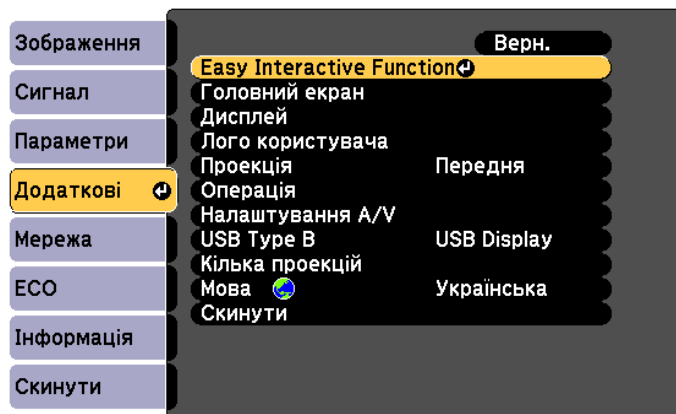 Зображення
Сигнал
Параметри
Додаткові
Мережа
ECO
Інформація
Скинути
Верн.
Easy Interactive Function
Головний екран
Дисплей
Лого користувача
Проекція Передня
Операція
Налаштування A/V
USB Type B USB Display
Кілька проекцій
Мова Українська
Скинути